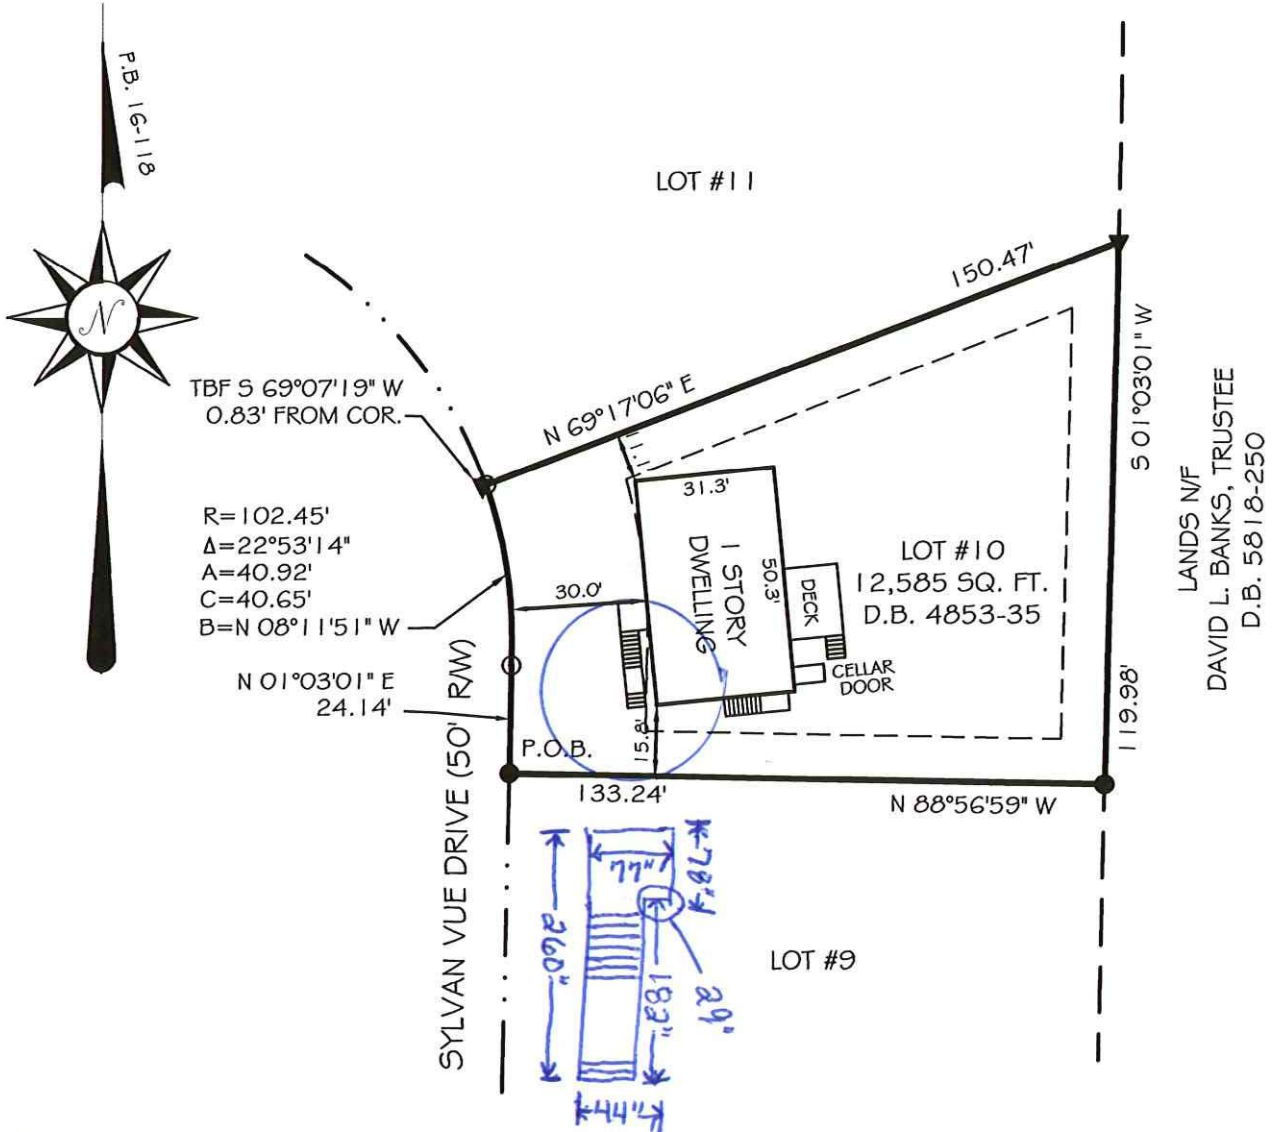 P.B. 16-118
LOT #11
N
150.47'
N 69°17'06" E
TBF S 69°07'19" W
0.83' FROM COR.
S 01°03'01" W
LANDS N/F
DAVID L. BANKS, TRUSTEE
D.B. 5818-250
R=102.45'
Δ=22°53'14"
A=40.92'
C=40.65'
B=N 08°11'51" W
31.3'
1 STORY
DWELLING
50.3'
DECK
LOT #10
12,585 SQ. FT.
D.B. 4853-35
30.0'
CELLAR
DOOR
N 01°03'01" E
24.14'
119.98'
15.8'
P.O.B.
133.24'
N 88°56'59" W
SYLVAN VUE DRIVE (50' R/W)
77"
78"
260"
182"
29"
44"
LOT #9